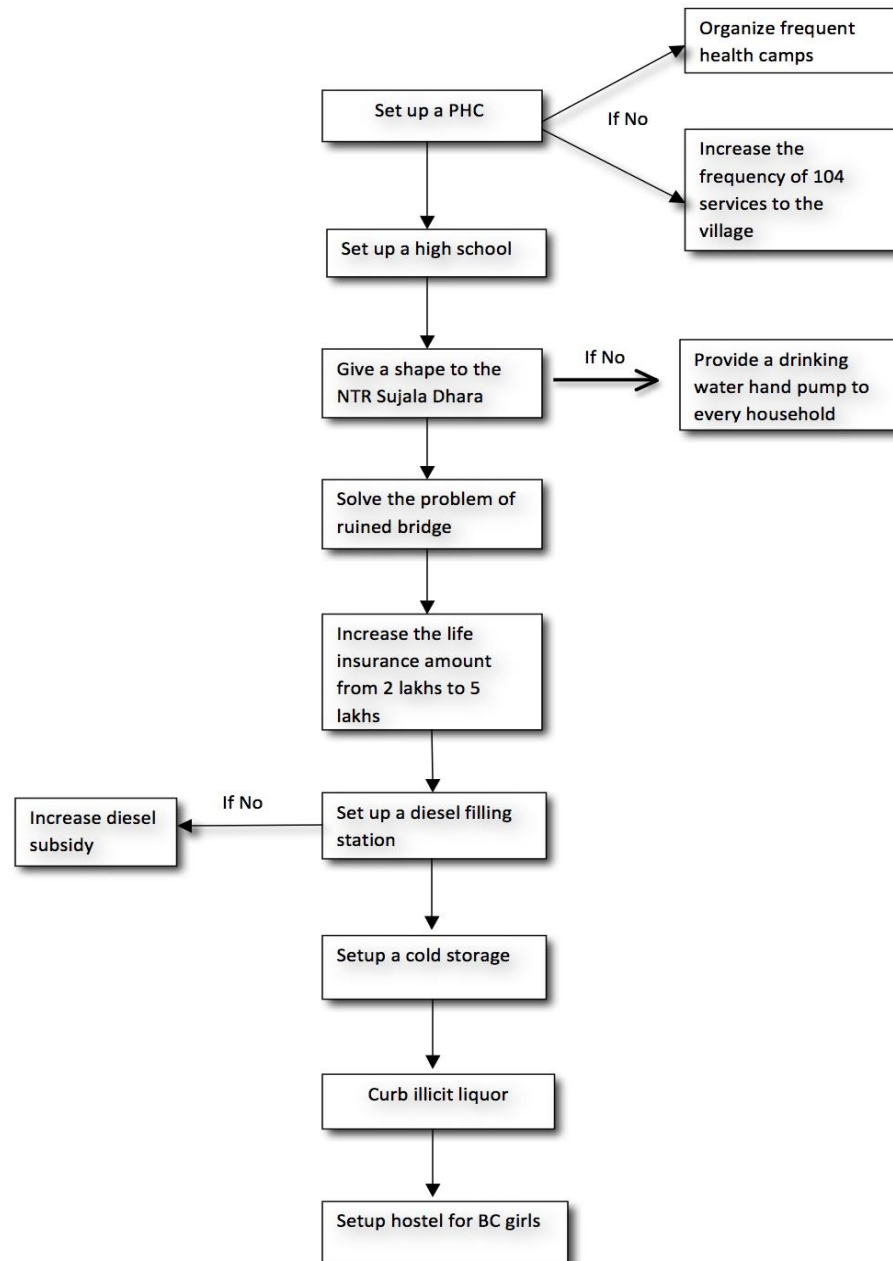 Organize frequent
health camps
Set up a PHC
If No
Increase the
frequency of 104
services to the
village
Set up a high school
Give a shape to the
NTR Sujala Dhara
If No
Provide a drinking
water hand pump to
every household
Solve the problem of
ruined bridge
Increase the life
insurance amount
from 2 lakhs to 5
lakhs
Increase diesel
subsidy
If No
Set up a diesel filling
station
Setup a cold storage
Curb illicit liquor
Setup hostel for BC girls